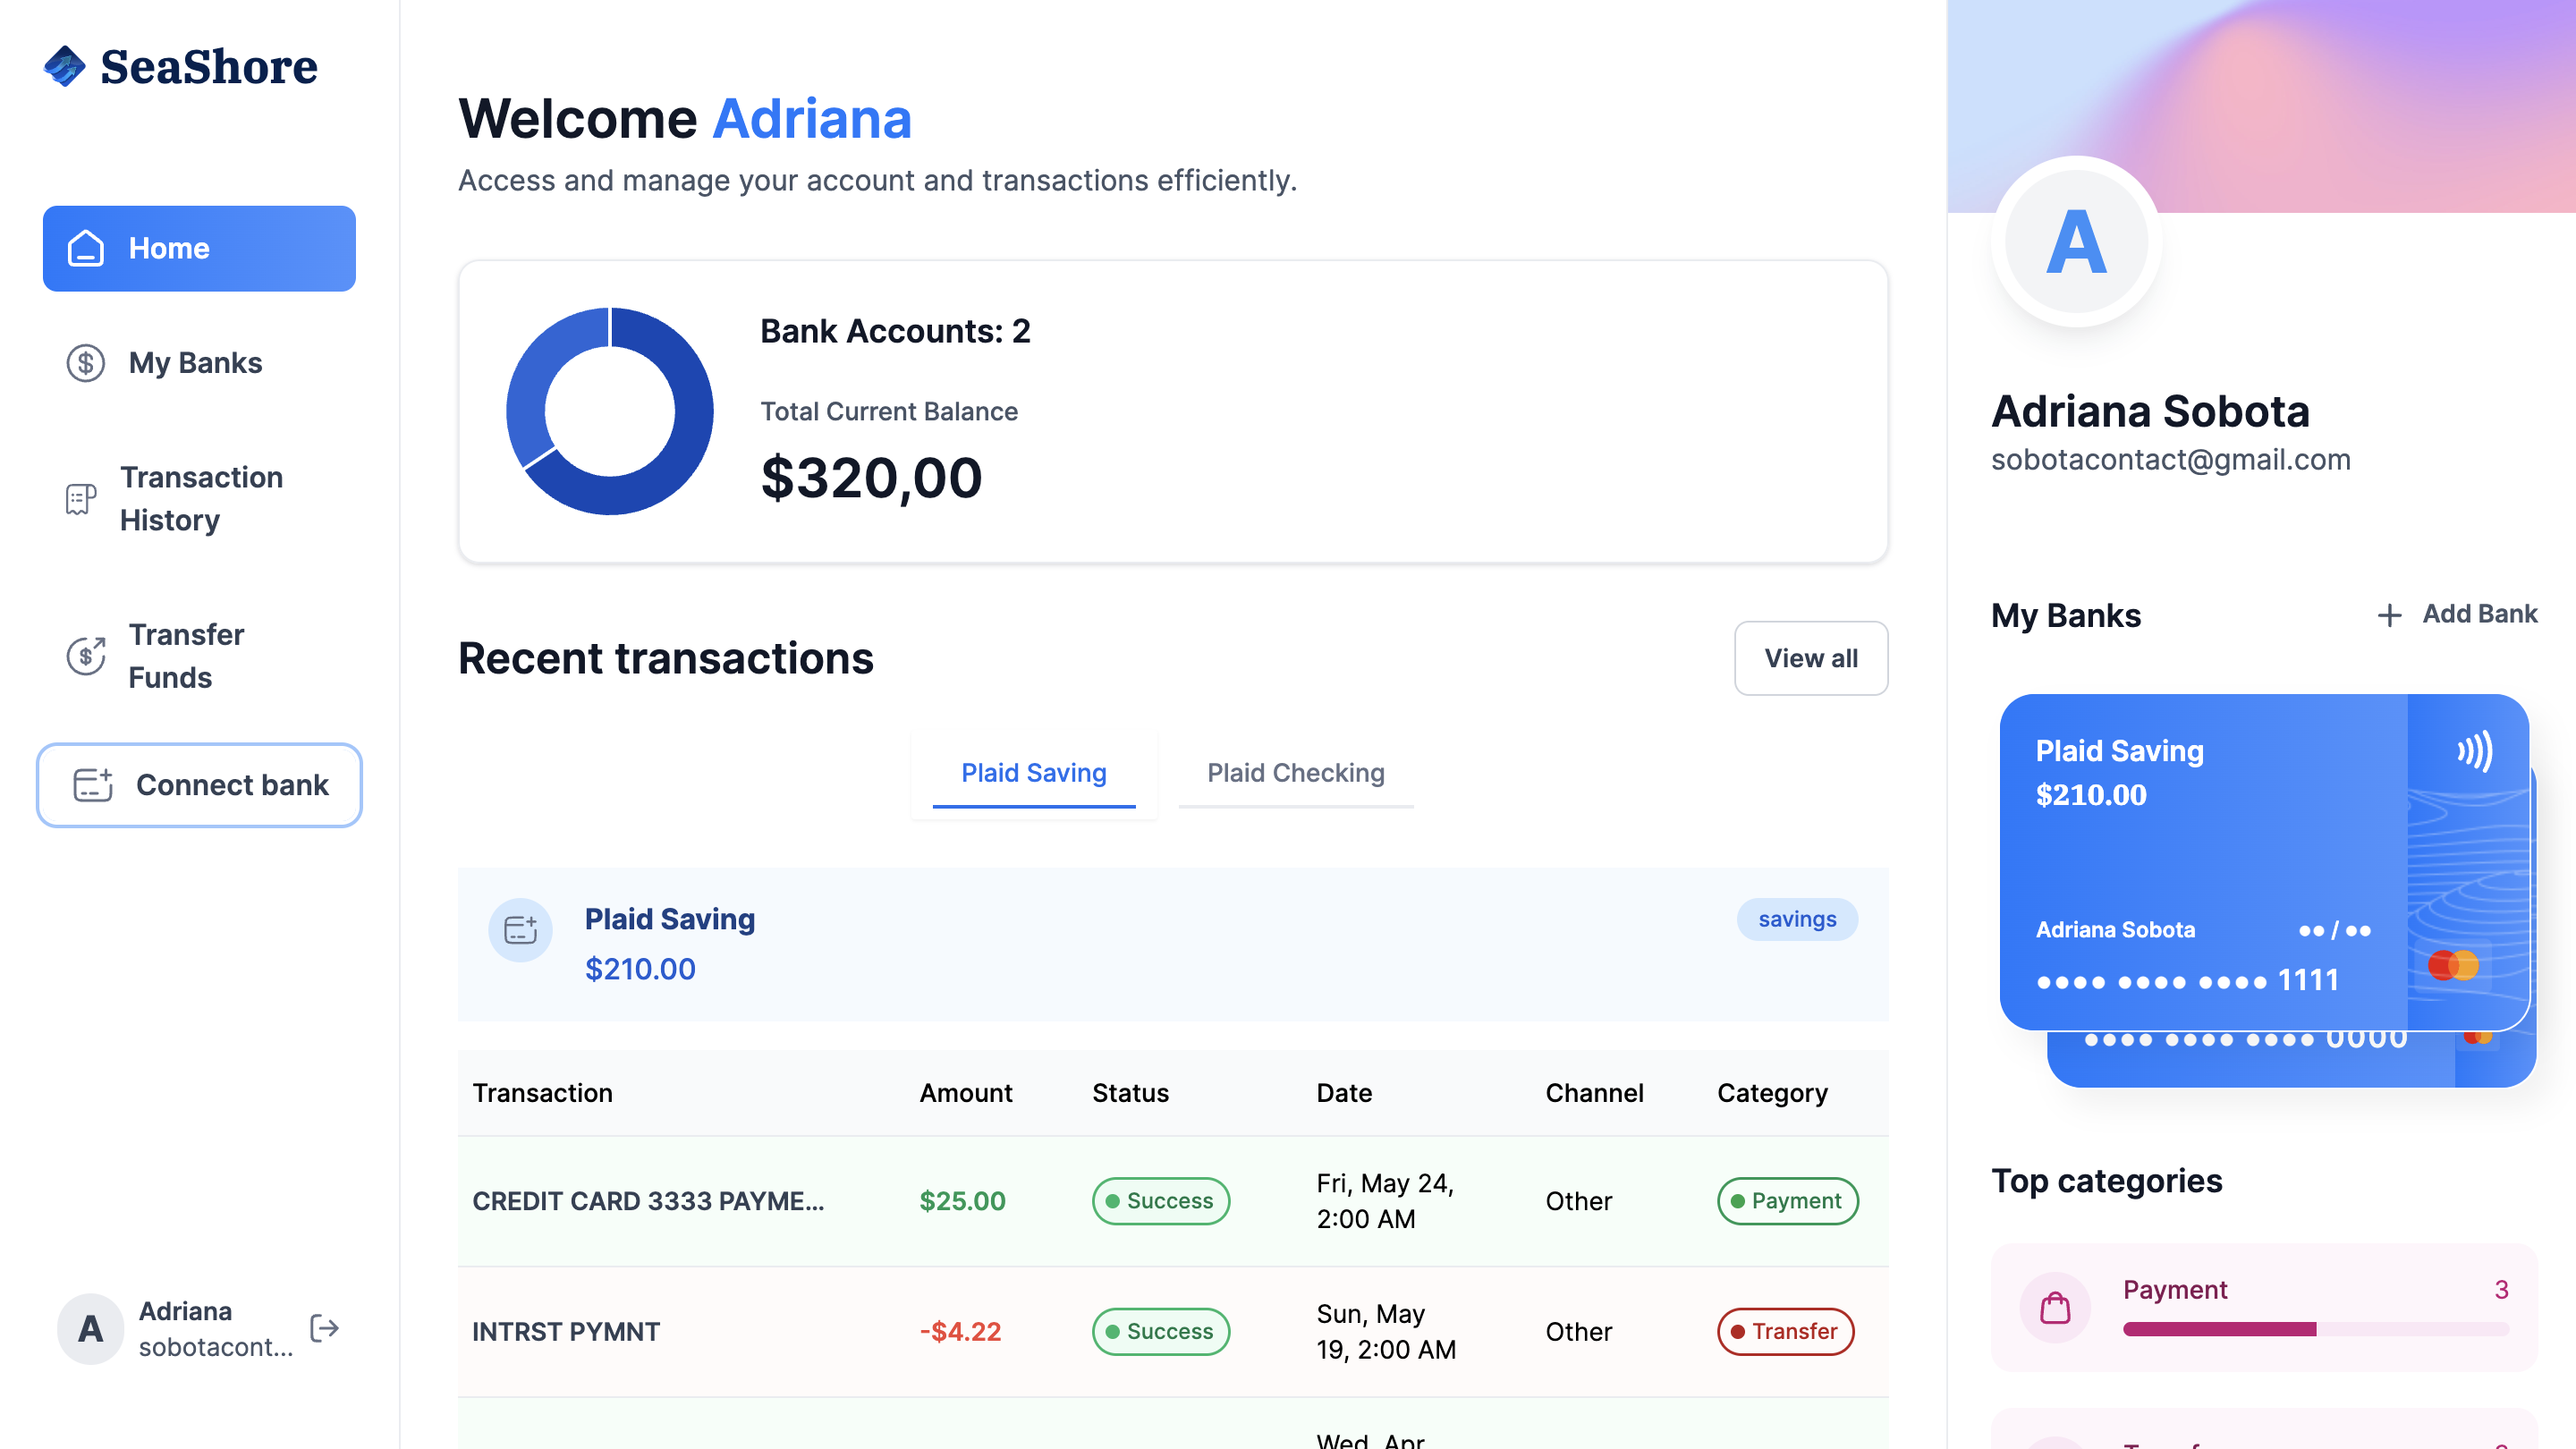 SeaShore
Home
My Banks
Transaction
History
Transfer
Funds
Connect bank
A
Adriana
sobotacont...
Welcome Adriana
Access and manage your account and transactions efficiently.
Bank Accounts: 2
Total Current Balance
$320,00
Recent transactions
View all
Plaid Saving
Plaid Checking
Plaid Saving
$210.00
savings
Transaction Amount Status Date Channel Category
CREDIT CARD 3333 PAYME... $25.00 Success Fri, May 24,
2:00 AM Other Payment
INTRST PYMNT -$4.22 Success Sun, May
19, 2:00 AM Other Transfer
Wed, Apr
A
Adriana Sobota
sobotacontact@gmail.com
My Banks
+ Add Bank
Plaid Saving
$210.00
Adriana Sobota ●● / ●●
●●●● ●●●● ●●●● 1111
●●●● ●●●● ●●●● 0000
Top categories
Payment 3